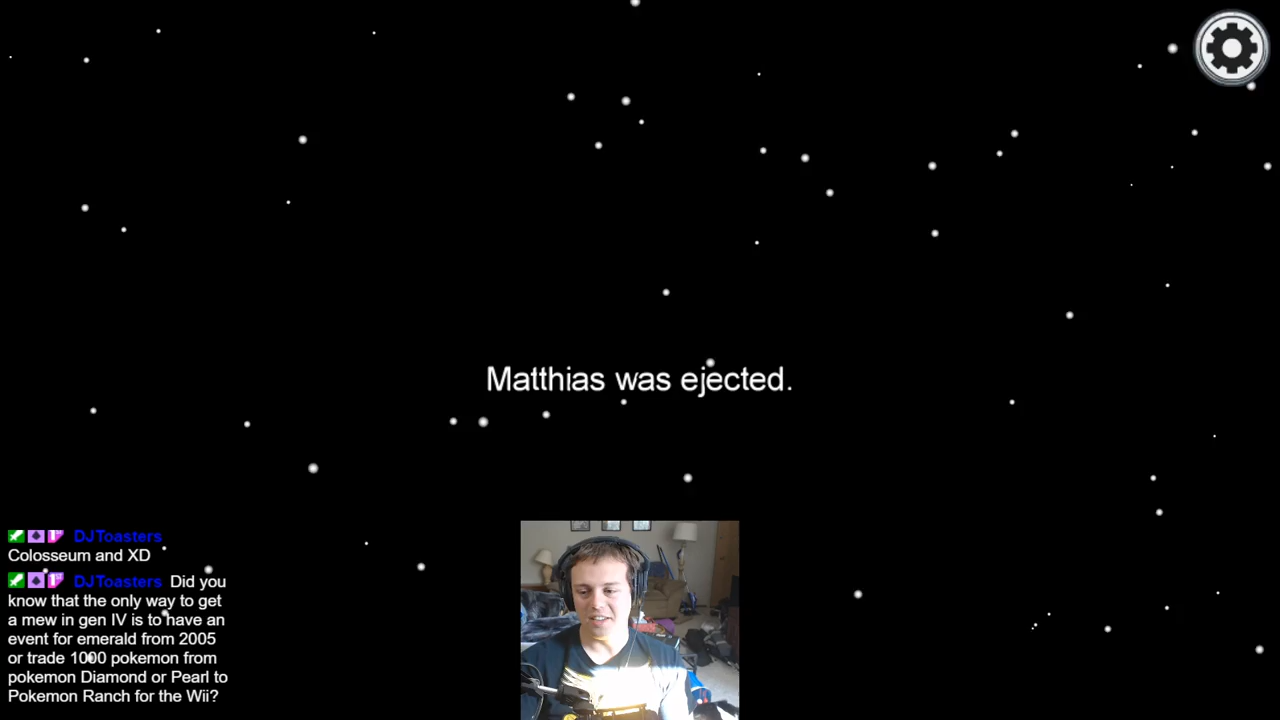 Matthias was ejected.
DJToasters
Colosseum and XD
DJToasters Did you
know that the only way to get
a mew in gen IV is to have an
event for emerald from 2005
or trade 1000 pokemon from
pokemon Diamond or Pearl to
Pokemon Ranch for the Wii?